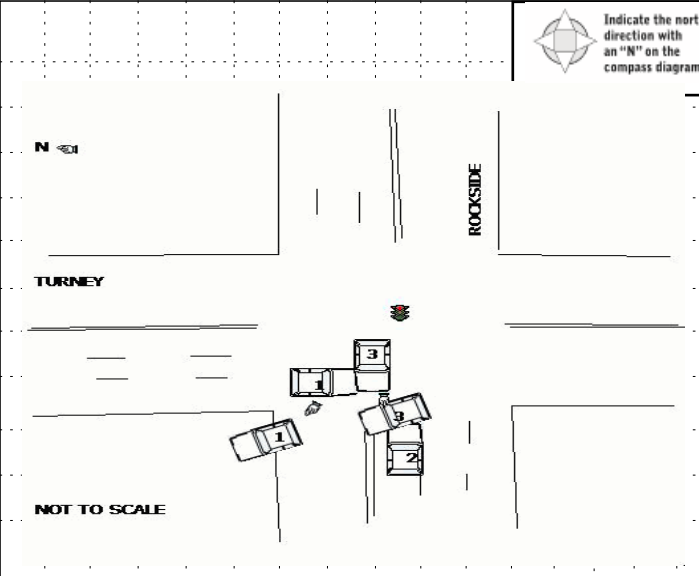 Indicate the nort
direction with
an “N” on the
compass diagram
N
ROCKSIDE
TURNEY
3
1
3
1
2
NOT TO SCALE